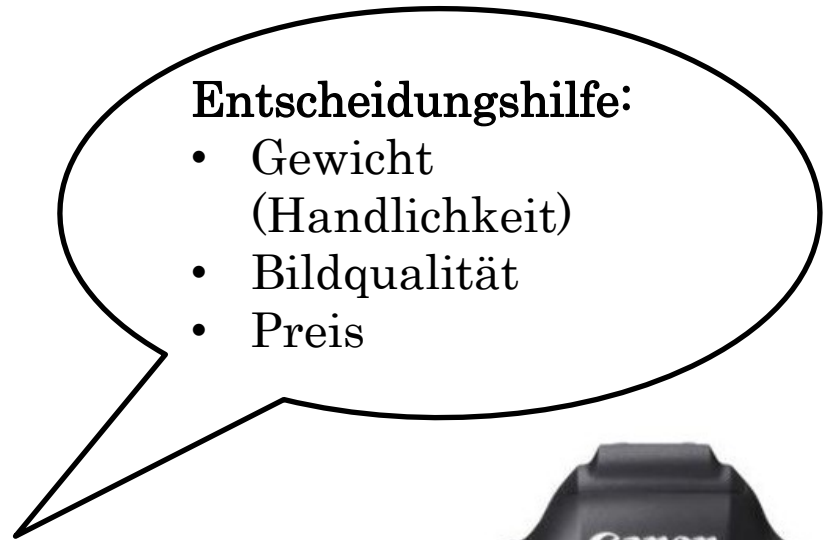 Entscheidungshilfe:
• Gewicht
(Handlichkeit)
• Bildqualität
• Preis
Canon